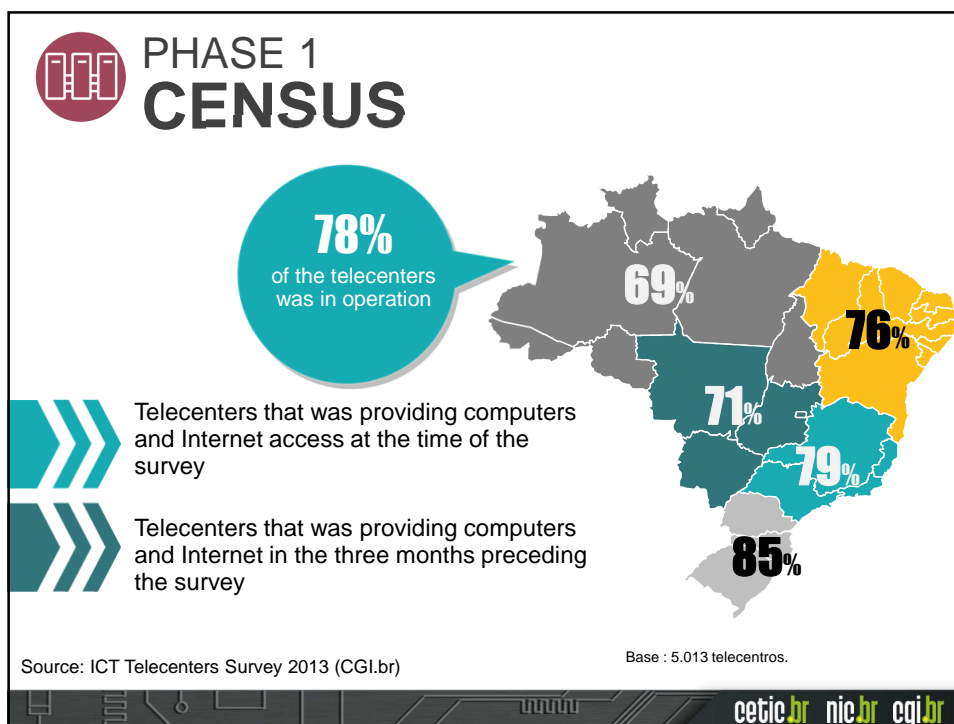 PHASE 1
CENSUS
78%
of the telecenters
was in operation
69%
76%
71%
79%
85%
Telecenters that was providing computers
and Internet access at the time of the
survey
Telecenters that was providing computers
and Internet in the three months preceding
the survey
Source: ICT Telecenters Survey 2013 (CGI.br)
Base : 5.013 telecentros.
cetic.br nic.br cgi.br